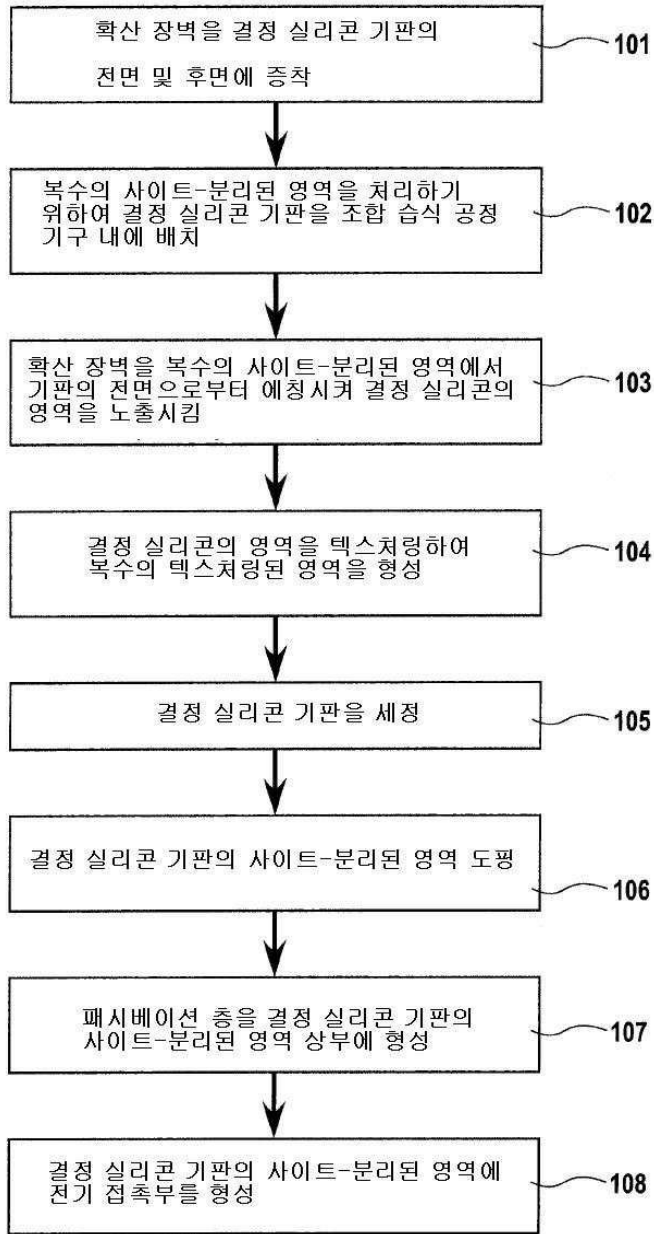 확산 장벽을 결정 실리콘 기판의
전면 및 후면에 증착
101
복수의 사이트-분리된 영역을 처리하기
위하여 결정 실리콘 기판을 조합 습식 공정
기구 내에 배치
102
확산 장벽을 복수의 사이트-분리된 영역에서
기판의 전면으로부터 에칭시켜 결정 실리콘의
영역을 노출시킴
103
결정 실리콘의 영역을 텍스처링하여
복수의 텍스처링된 영역을 형성
104
결정 실리콘 기판을 세정
105
결정 실리콘 기판의 사이트-분리된 영역 도핑
106
패시베이션 층을 결정 실리콘 기판의
사이트-분리된 영역 상부에 형성
107
결정 실리콘 기판의 사이트-분리된 영역에
전기 접촉부를 형성
108